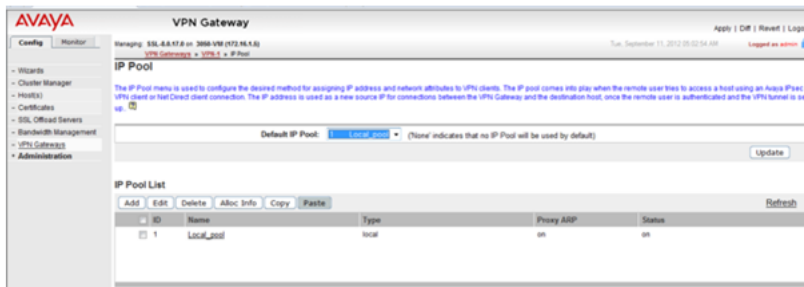 AVAYA
VPN Gateway
Apply | Diff | Revert |
Config Monitor
Managing: SSL-8.0.17.0 on 3050-VM (172.16.1.5)
Tue, September 11, 2012 05:02:54 AM
Logged as admin
VPN Gateways » VPN-1 » IP Pool
IP Pool
- Wizards
- Cluster Manager
- Host(s)
- Certificates
- SSL Offload Servers
- Bandwidth Management
- VPN Gateways
+ Administration
The IP Pool menu is used to configure the desired method for assigning IP address and network attributes to VPN clients. The IP pool comes into play when the remote user tries to access a host using an Avaya IPsec
VPN client or Net Direct client connection. The IP address is used as a new source IP for connections between the VPN Gateway and the destination host, once the remote user is authenticated and the VPN tunnel is
up.
Default IP Pool: 1 Local_pool ('None' indicates that no IP Pool will be used by default)
Update
IP Pool List
Add Edit Delete Alloc Info Copy Paste
Refresh
ID Name Type Proxy ARP Status
1 Local_pool local on on